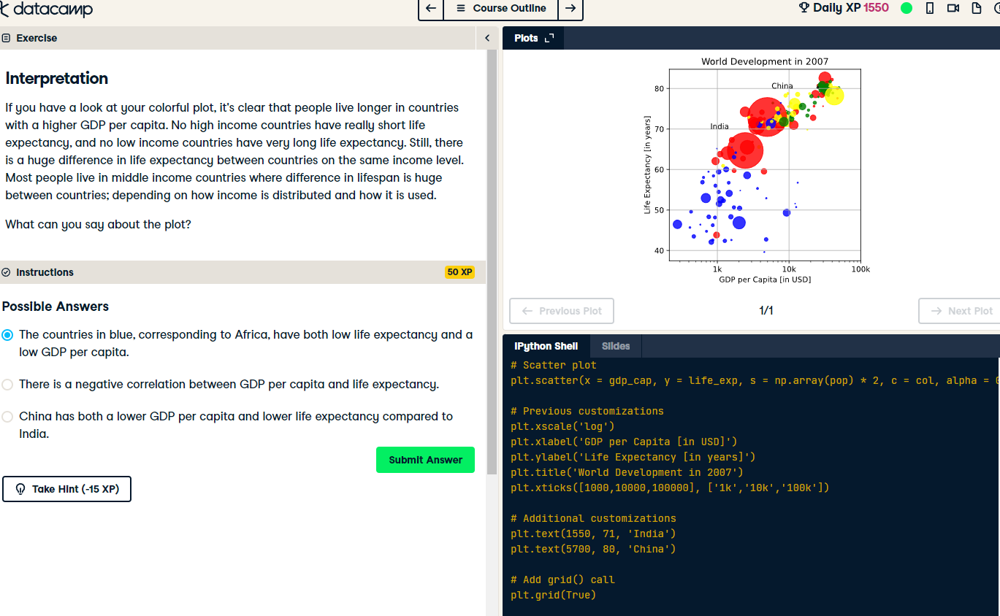 datacamp
Course Outline
Daily XP 1550
Exercise
Interpretation
If you have a look at your colorful plot, it's clear that people live longer in countries
with a higher GDP per capita. No high income countries have really short life
expectancy, and no low income countries have very long life expectancy. Still, there
is a huge difference in life expectancy between countries on the same income level.
Most people live in middle income countries where difference in lifespan is huge
between countries; depending on how income is distributed and how it is used.
What can you say about the plot?
Instructions
50 XP
Possible Answers
The countries in blue, corresponding to Africa, have both low life expectancy and a
low GDP per capita.
There is a negative correlation between GDP per capita and life expectancy.
China has both a lower GDP per capita and lower life expectancy compared to
India.
Submit Answer
Take Hint (-15 XP)
Plots
World Development in 2007
China
India
80
70
60
50
40
Life Expectancy [in years]
1k 10k 100k
GDP per Capita [in USD]
Previous Plot
1/1
Next Plot
IPython Shell
Slides
# Scatter plot
plt.scatter(x = gdp_cap, y = life_exp, s = np.array(pop) * 2, c = col, alpha =
# Previous customizations
plt.xscale('log')
plt.xlabel('GDP per Capita [in USD]')
plt.ylabel('Life Expectancy [in years]')
plt.title('World Development in 2007')
plt.xticks([1000,10000,100000], ['1k','10k','100k'])
# Additional customizations
plt.text(1550, 71, 'India')
plt.text(5700, 80, 'China')
# Add grid() call
plt.grid(True)